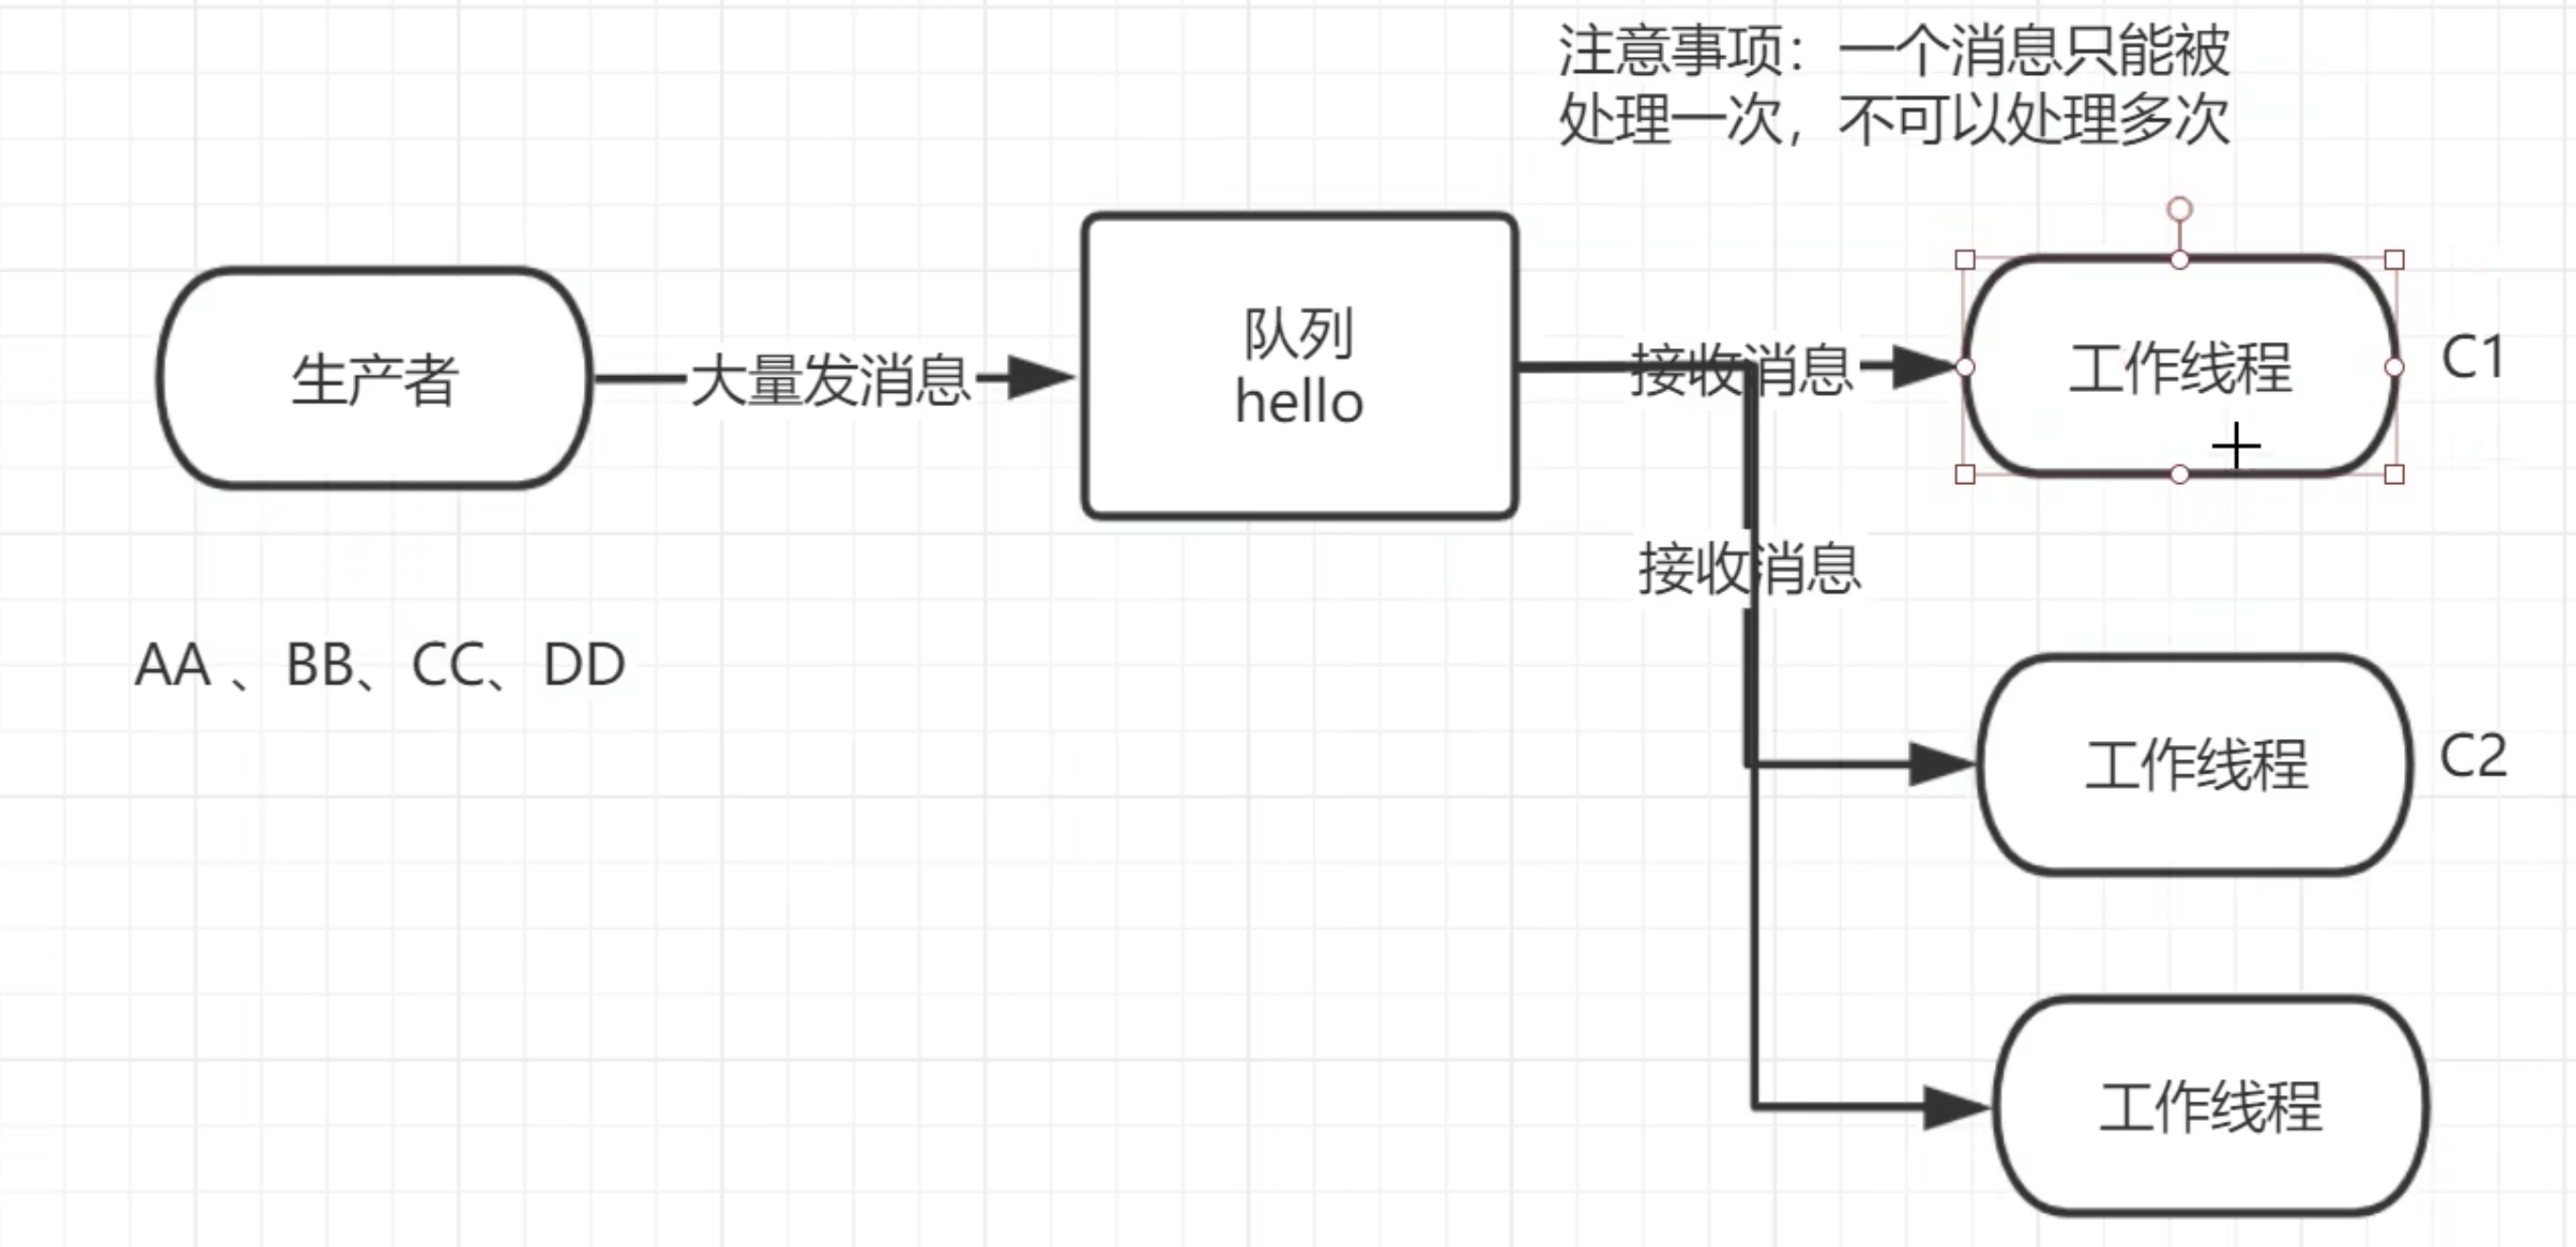 注意事项：一个消息只能被
处理一次，不可以处理多次
生产者
大量发消息
队列
hello
接收消息
工作线程
C1
接收消息
AA 、BB、CC、DD
工作线程
C2
工作线程